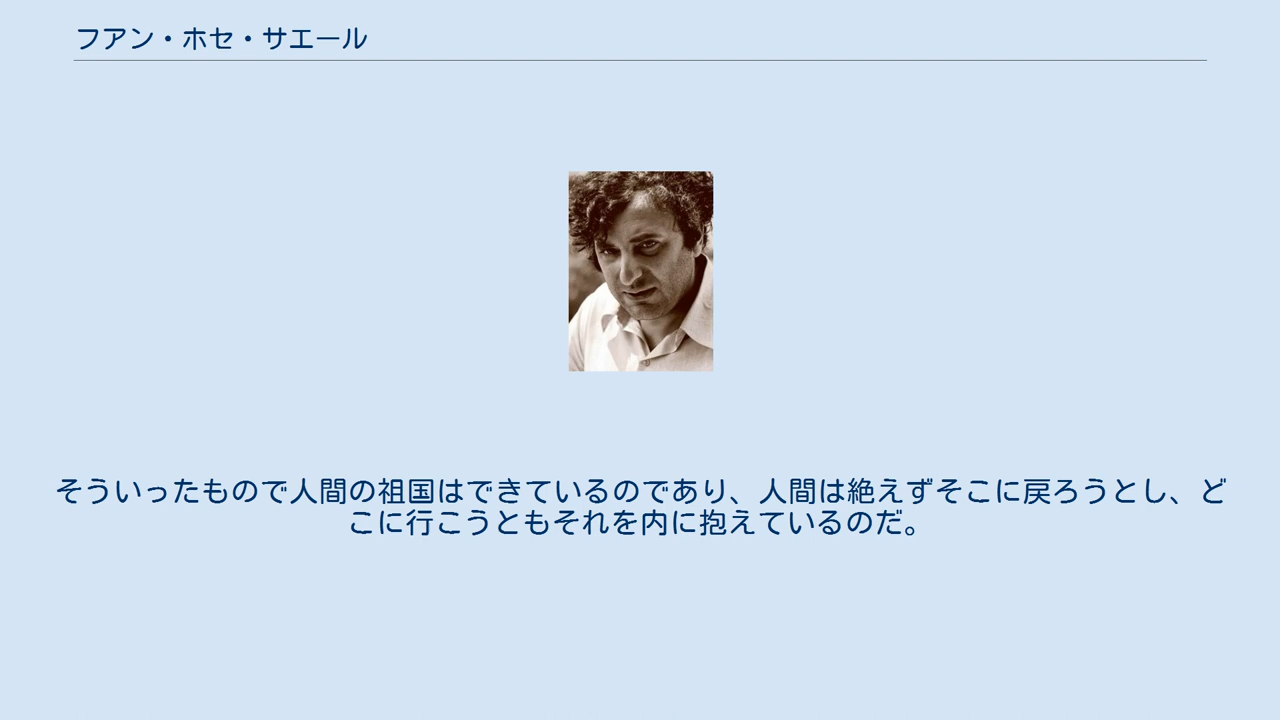 フアン・ホセ・サエール
そういったもので人間の祖国はできているのであり、人間は絶えずそこに戻ろうとし、ど
こに行こうともそれを内に抱えているのだ。